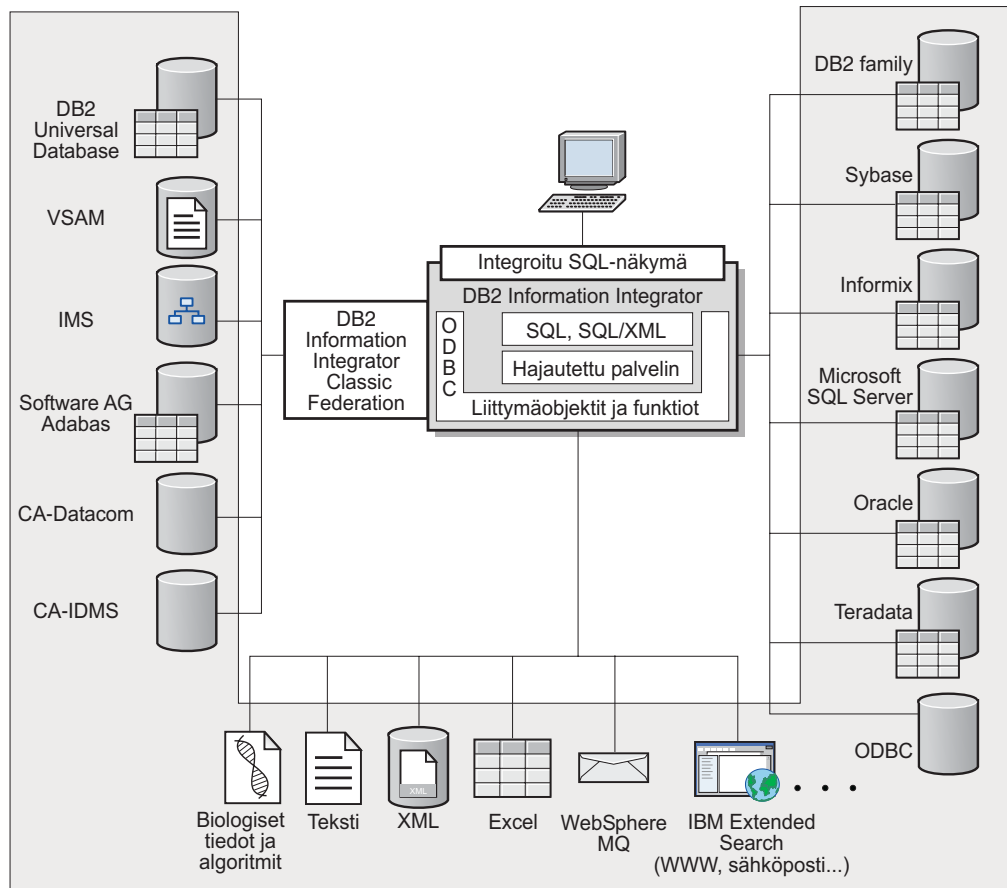 DB2
Universal
Database
VSAM
IMS
Software AG
Adabas
CA-Datacom
CA-IDMS
Integroitu SQL-näkymä
DB2 Information Integrator
O
D
B
C
SQL, SQL/XML
Hajautettu palvelin
Liittymäobjektit ja funktiot
DB2
Information
Integrator
Classic
Federation
DB2 family
Sybase
Informix
Microsoft
SQL Server
Oracle
Teradata
ODBC
Biologiset
tiedot ja
algoritmit
Teksti
XML
XML
Excel
WebSphere
MQ
IBM Extended
Search
(WWW, sähköposti...)
. . .